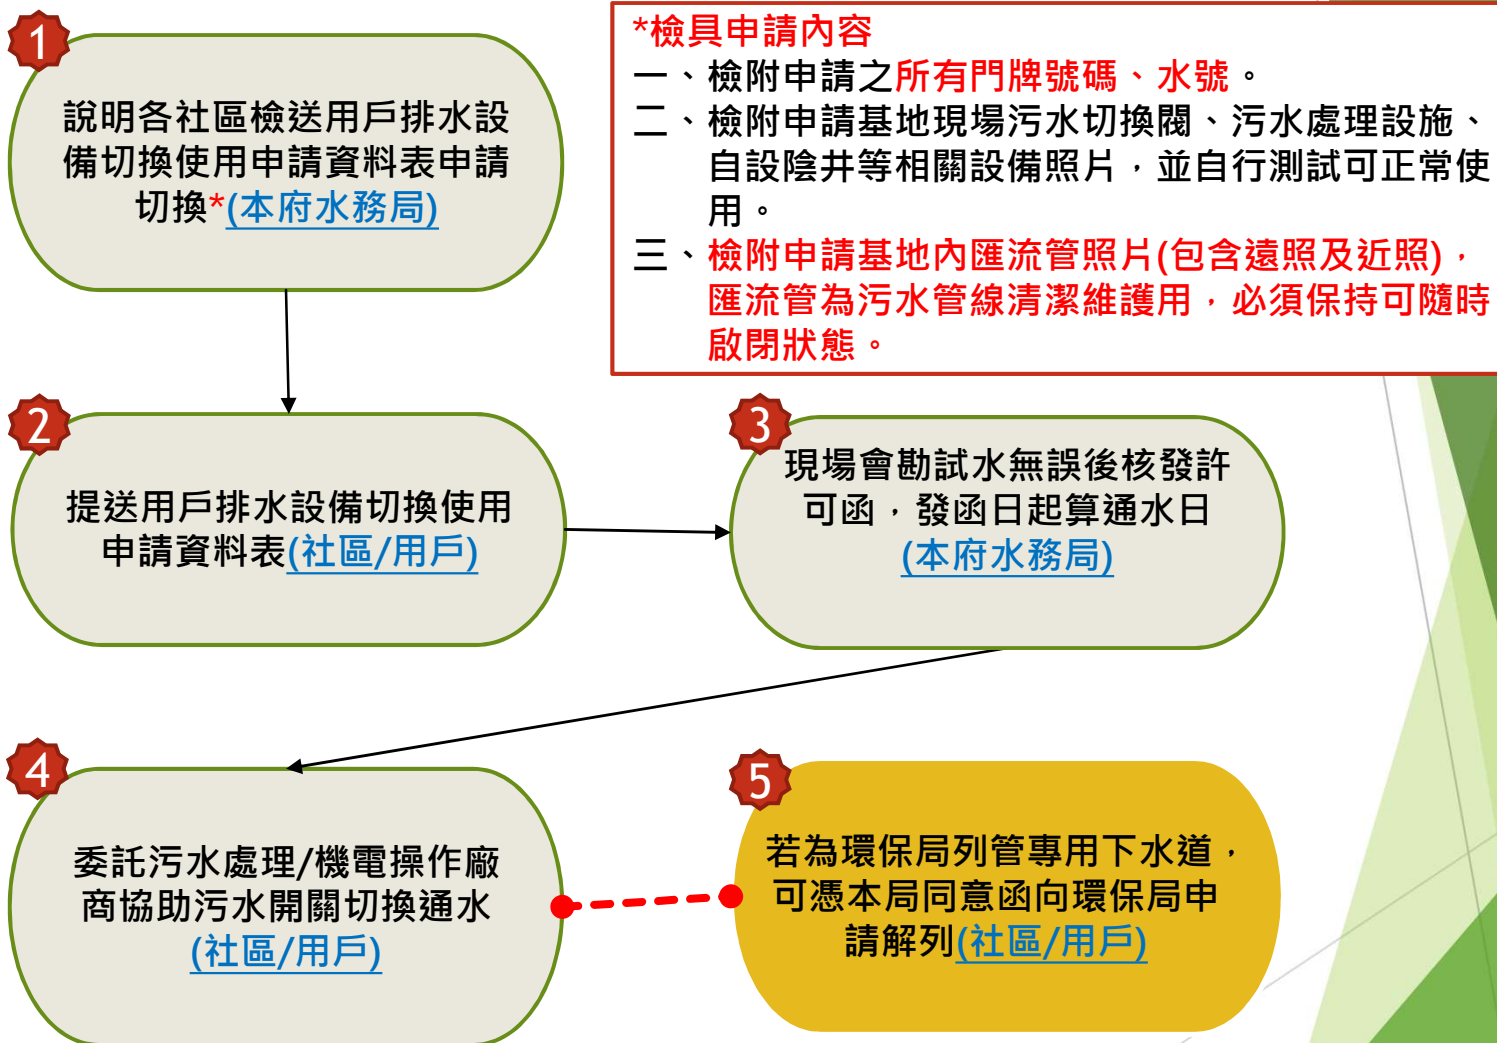 1
說明各社區檢送用戶排水設
備切換使用申請資料表申請
切換*(本府水務局)
*檢具申請內容
一、檢附申請之所有門牌號碼、水號。
二、檢附申請基地現場污水切換閥、污水處理設施、
自設陰井等相關設備照片，並自行測試可正常使
用。
三、檢附申請基地內匯流管照片(包含遠照及近照)，
匯流管為污水管線清潔維護用，必須保持可隨時
啟閉狀態。
2
提送用戶排水設備切換使用
申請資料表(社區/用戶)
3
現場會勘試水無誤後核發許
可函，發函日起算通水日
(本府水務局)
4
委託污水處理/機電操作廠
商協助污水開關切換通水
(社區/用戶)
5
若為環保局列管專用下水道，
可憑本局同意函向環保局申
請解列(社區/用戶)